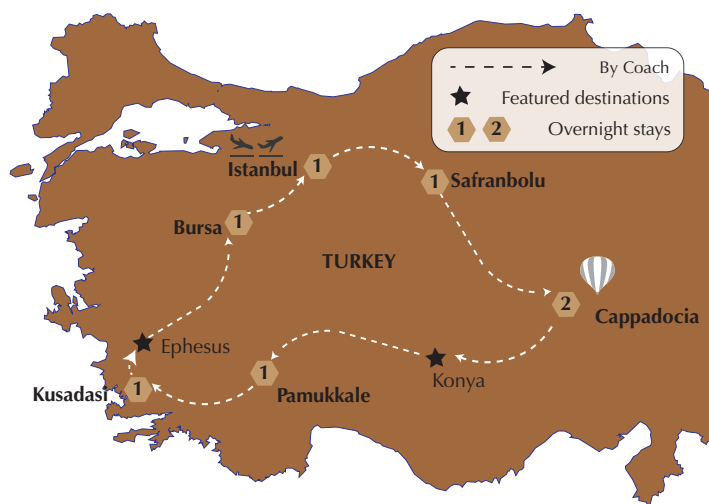 By Coach
Featured destinations
1 2 Overnight stays
Istanbul 1
1 Safranbolu
Bursa 1
TURKEY
2
Cappadocia
Ephesus
Konya
1
Pamukkale
Kusadasi 1